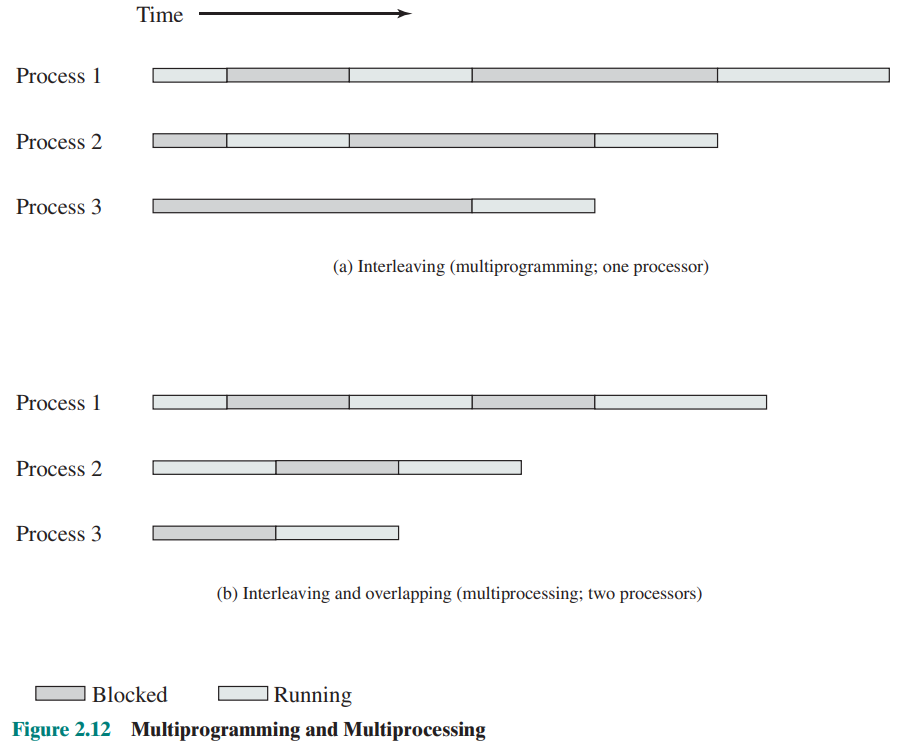 Time
Process 1
Process 2
Process 3
(a) Interleaving (multiprogramming; one processor)
Process 1
Process 2
Process 3
(b) Interleaving and overlapping (multiprocessing; two processors)
Blocked Running
Figure 2.12 Multiprogramming and Multiprocessing